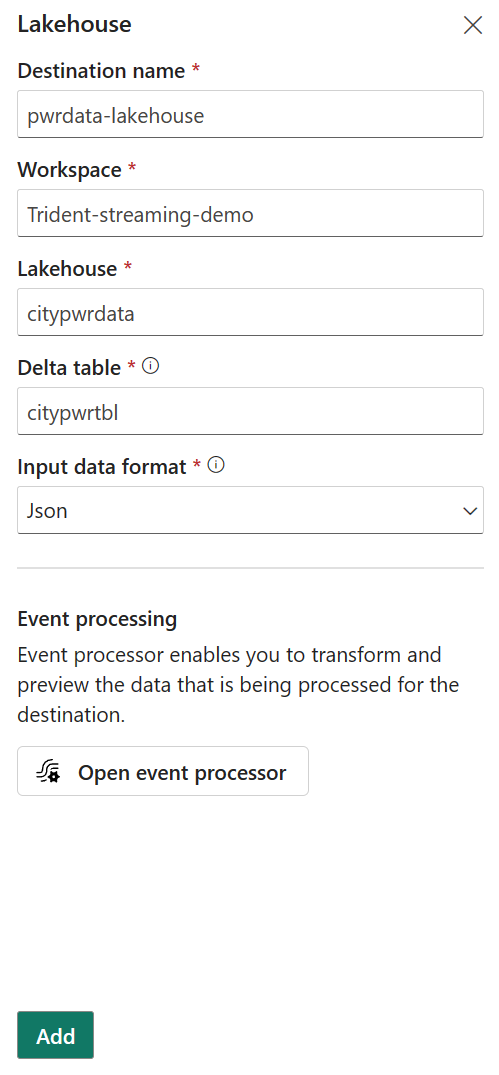 Lakehouse
Destination name *
pwrdata-lakehouse
Workspace *
Trident-streaming-demo
Lakehouse *
citypwrdata
Delta table *
citypwrtbl
Input data format *
Json
Event processing
Event processor enables you to transform and
preview the data that is being processed for the
destination.
Open event processor
Add